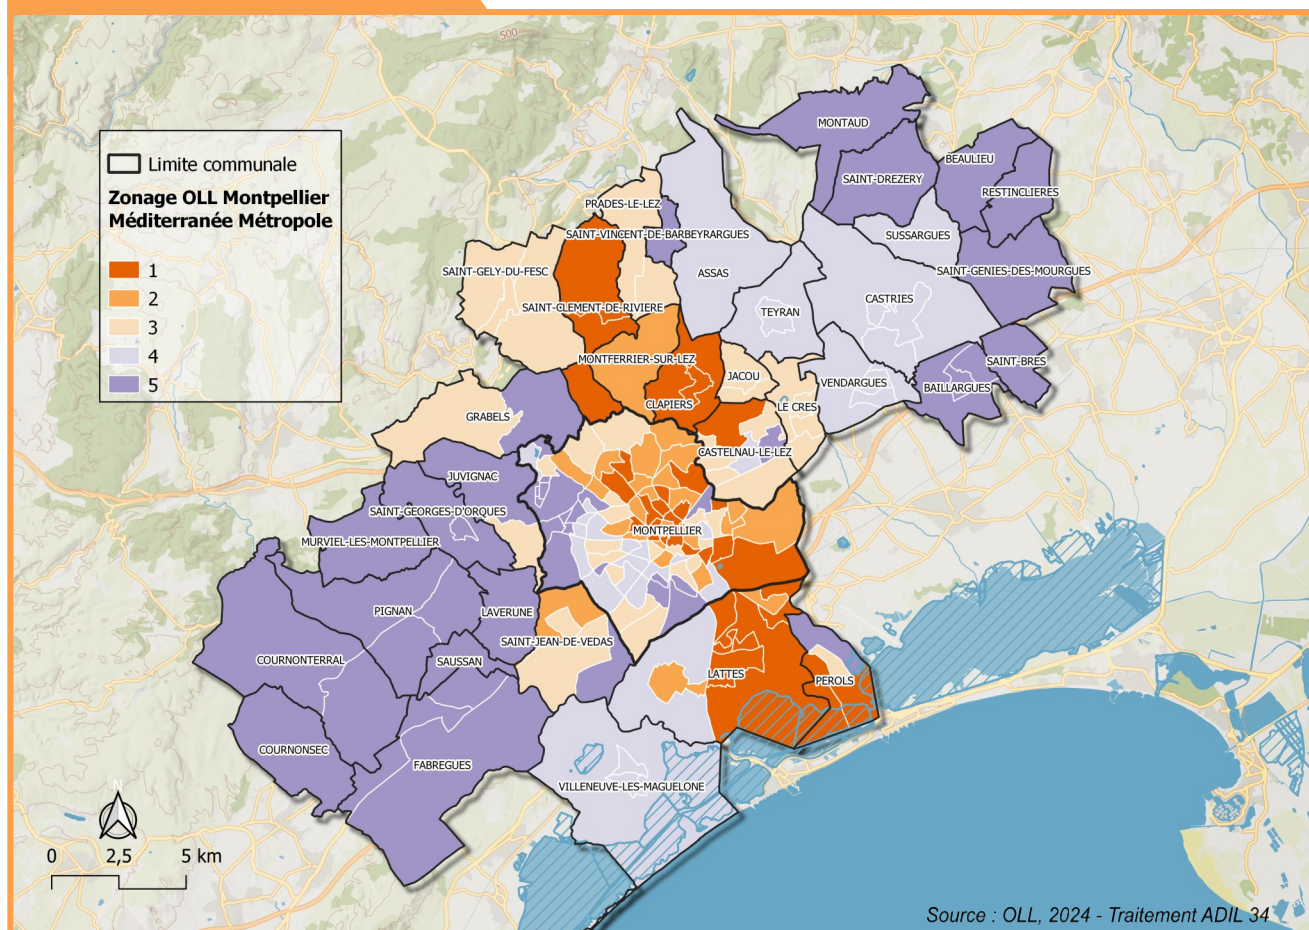 500
Limite communale
Zonage OLL Montpellier
Méditerranée Métropole
1
2
3
4
5
MONTAUD
BEAULIEU
SAINT-DREZERY
RESTINCLIERES
PRADES-LE-LEZ
SAINT-VINCENT-DE-BARBEYRARGUES
SUSSARGUES
SAINT-GELY-DU-FESC
ASSAS
SAINT-GENIES-DES-MOURGUES
CASTRIES
SAINT-CLEMENT-DE-RIVIERE
TEYRAN
MONTFERRIER-SUR-LEZ
SAINT-BRES
JACOU
VENDARGUES
BAILLARGUES
CLAPIERS
LE CRES
GRABELS
CASTELNAU-LE-LEZ
JUVIGNAC
SAINT-GEORGES-D'ORQUES
MONTPELLIER
MURVIEL-LES-MONTPELLIER
PIGNAN
LAVERUNE
SAINT-JEAN-DE-VEDAS
COURNONTERRAL
SAUSSAN
LATTES
PEROLS
COURNONSEC
FABREGUES
VILLENEUVE-LES-MAGUELONE
N
0 2,5 5 km
Source : OLL, 2024 - Traitement ADIL 34